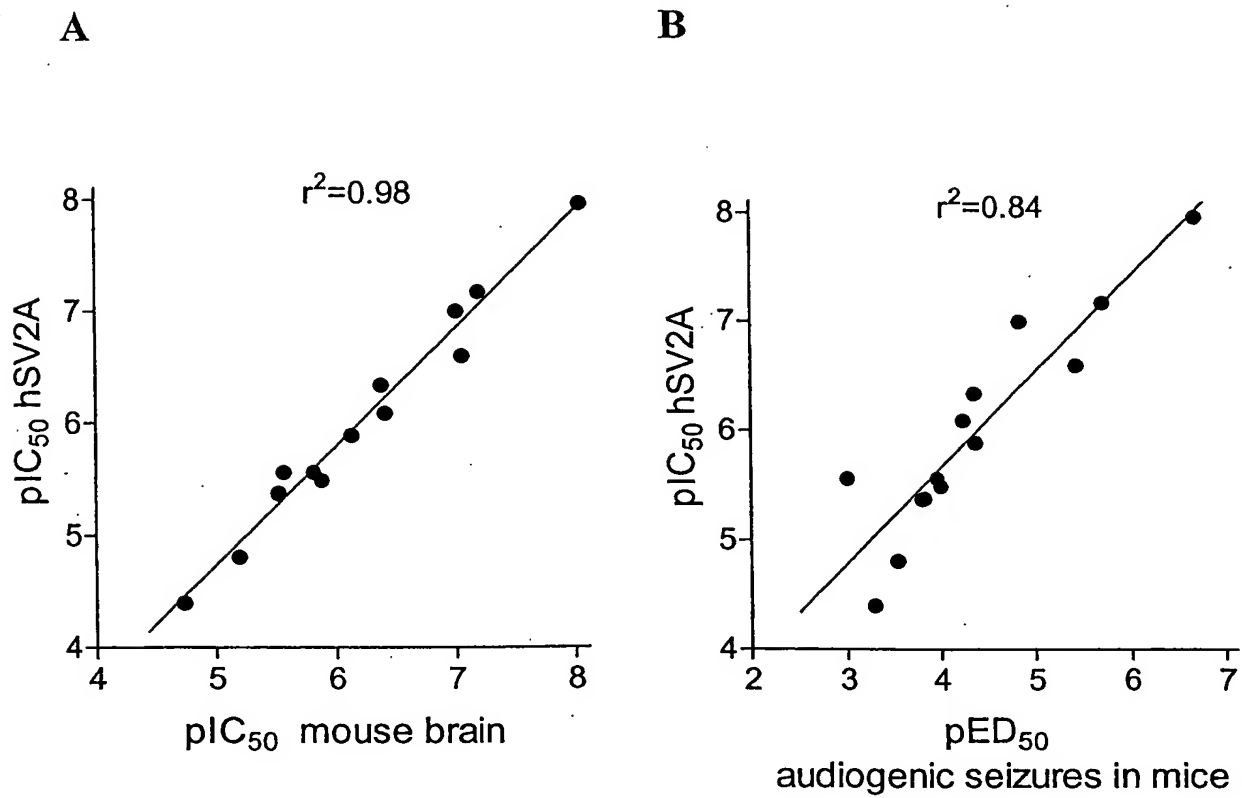 A
r²=0.98
8
7
6
5
4
pIC₅₀ hSV2A
4 5 6 7 8
pIC₅₀ mouse brain
B
r²=0.84
8
7
6
5
4
pIC₅₀ hSV2A
2 3 4 5 6 7
pED₅₀
audiogenic seizures in mice